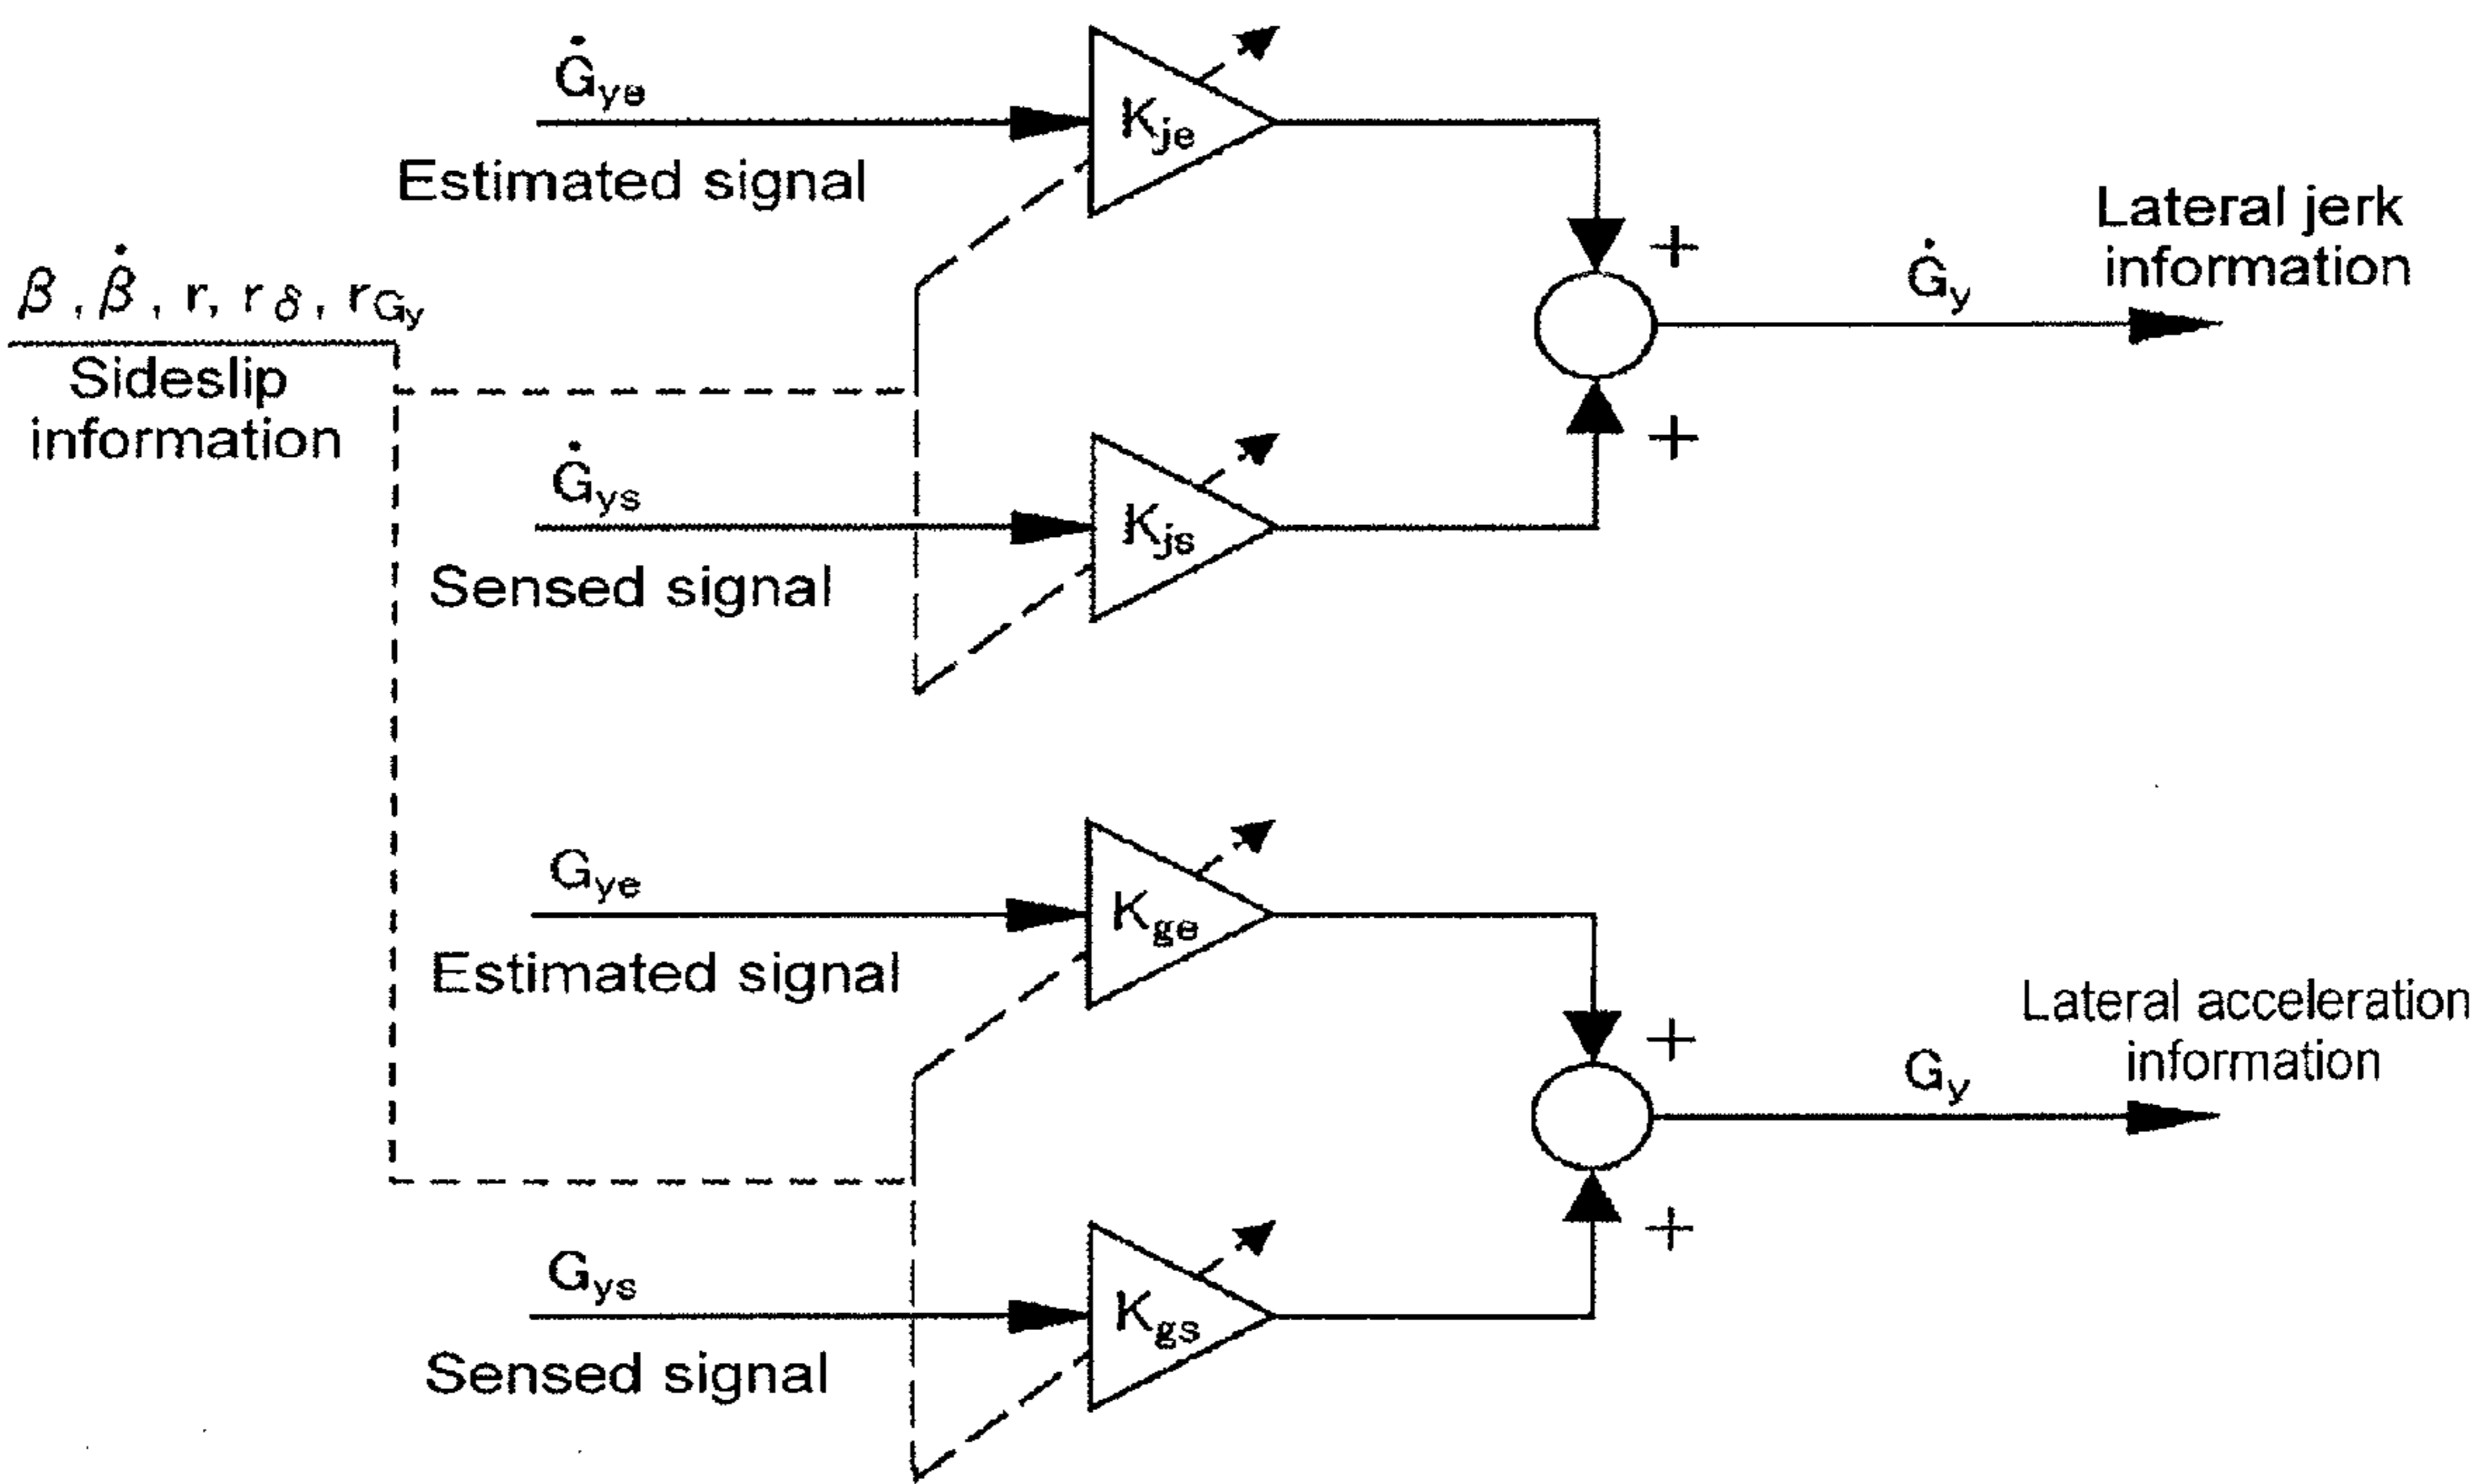 Ġye
Estimated signal
Kje
+
Lateral jerk
information
Ġy
β, β̇, r, rδ, rGy
Sideslip
information
Ġys
Sensed signal
Kjs
+
Gye
Estimated signal
Kge
+
Lateral acceleration
information
Gy
Gys
Sensed signal
Kgs
+